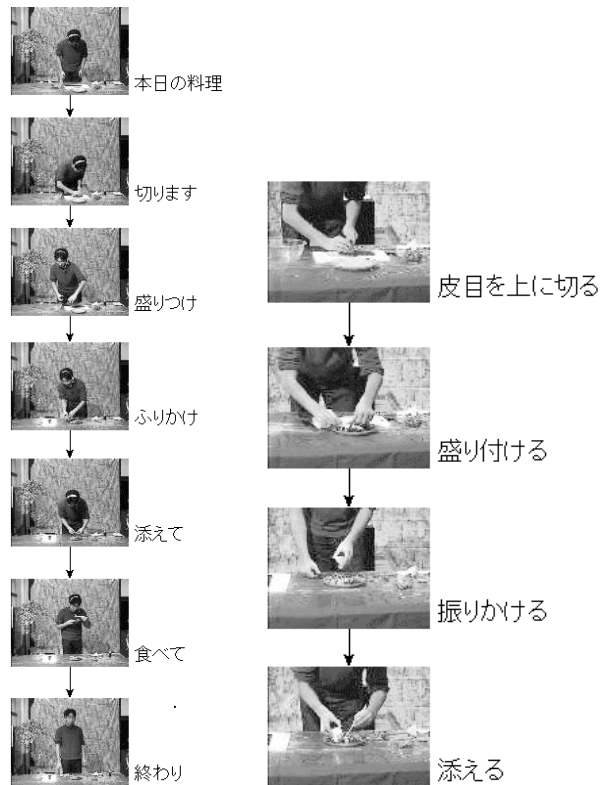 本日の料理
切ります
盛りつけ
ふりかけ
添えて
食べて
終わり
皮目を上に切る
盛り付ける
振りかける
添える